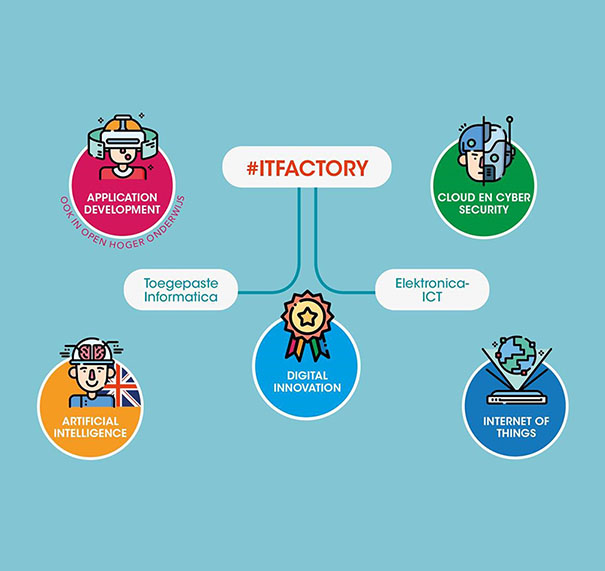 #ITFACTORY
APPLICATION
DEVELOPMENT
OOK IN OPEN HOGER ONDERWIJS
CLOUD EN CYBER
SECURITY
Toegepaste
Informatica
Elektronica-
ICT
DIGITAL
INNOVATION
ARTIFICIAL
INTELLIGENCE
INTERNET OF
THINGS